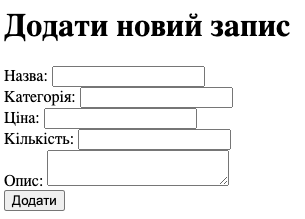 Додати новий запис
Назва:
Категорія:
Ціна:
Кількість:
Опис:
Додати